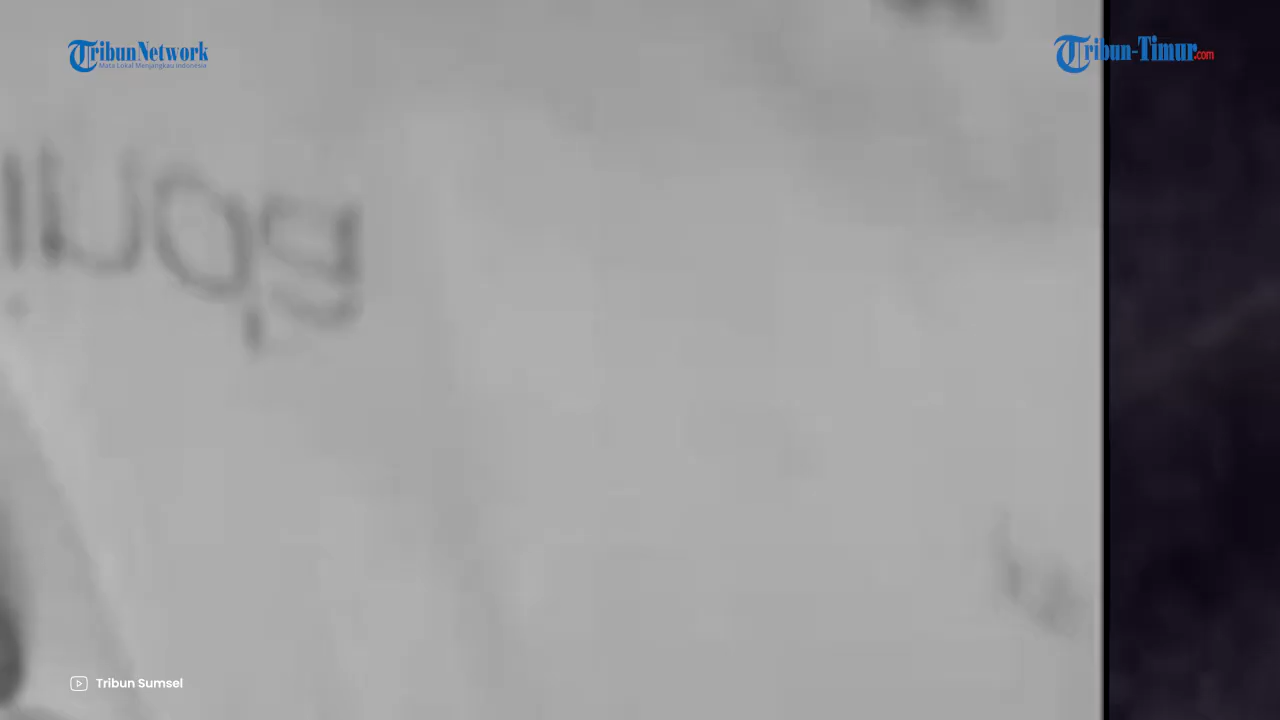 TribunNetwork
Mata Lokal Menjangkau Indonesia
Tribun-Timur.com
Tribun Sumsel